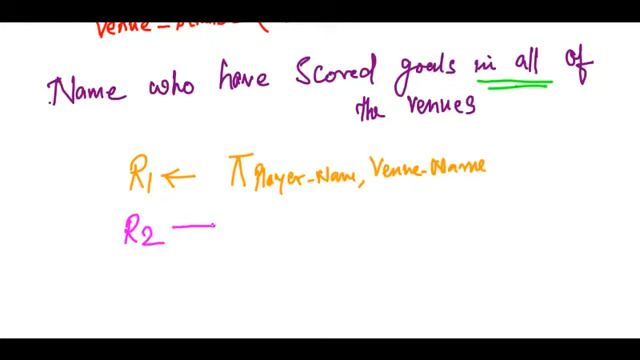 Name who have scored goals in all of
the venues
R1 ← π Player-Name, Venue-Name
R2 —